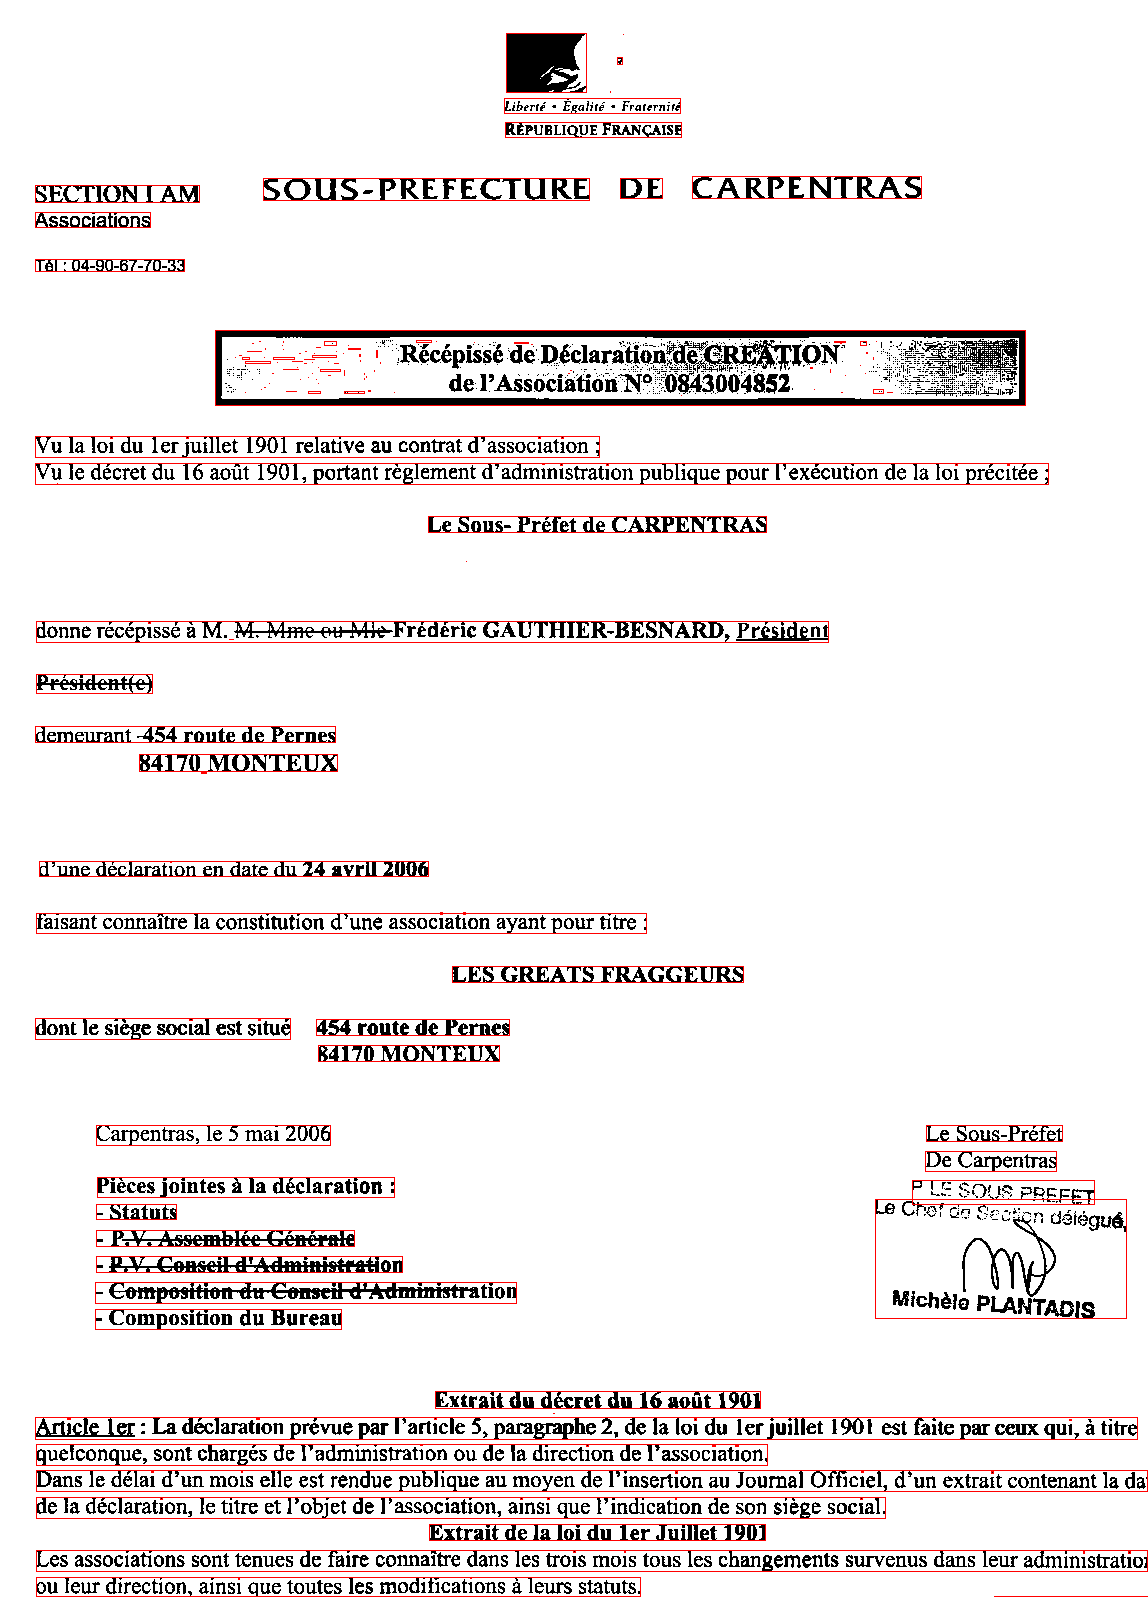 Liberté • Égalité • Fraternité
RÉPUBLIQUE FRANÇAISE
SECTION I AM SOUS-PREFECTURE DE CARPENTRAS
Associations
Tél : 04-90-67-70-33
Récépissé de Déclaration de CREATION
de l'Association N° 0843004852
Vu la loi du 1er juillet 1901 relative au contrat d'association ;
Vu le décret du 16 août 1901, portant règlement d'administration publique pour l'exécution de la loi précitée ;
Le Sous- Préfet de CARPENTRAS
donne récépissé à M. M. Mme ou Mle Frédéric GAUTHIER-BESNARD, Président
Président(e)
demeurant -454 route de Pernes
84170 MONTEUX
d'une déclaration en date du 24 avril 2006
faisant connaître la constitution d'une association ayant pour titre :
LES GREATS FRAGGEURS
dont le siège social est situé 454 route de Pernes
84170 MONTEUX
Carpentras, le 5 mai 2006
Le Sous-Préfet
De Carpentras
P LE SOUS PREFET
Le Chef de Section délégué,
Michèle PLANTADIS
Pièces jointes à la déclaration :
- Statuts
- P.V. Assemblée Générale
- P.V. Conseil d'Administration
- Composition du Conseil d'Administration
- Composition du Bureau
Extrait du décret du 16 août 1901
Article 1er : La déclaration prévue par l'article 5, paragraphe 2, de la loi du 1er juillet 1901 est faite par ceux qui, à titre
quelconque, sont chargés de l'administration ou de la direction de l'association.
Dans le délai d'un mois elle est rendue publique au moyen de l'insertion au Journal Officiel, d'un extrait contenant la da
de la déclaration, le titre et l'objet de l'association, ainsi que l'indication de son siège social.
Extrait de la loi du 1er Juillet 1901
Les associations sont tenues de faire connaître dans les trois mois tous les changements survenus dans leur administration
ou leur direction, ainsi que toutes les modifications à leurs statuts.